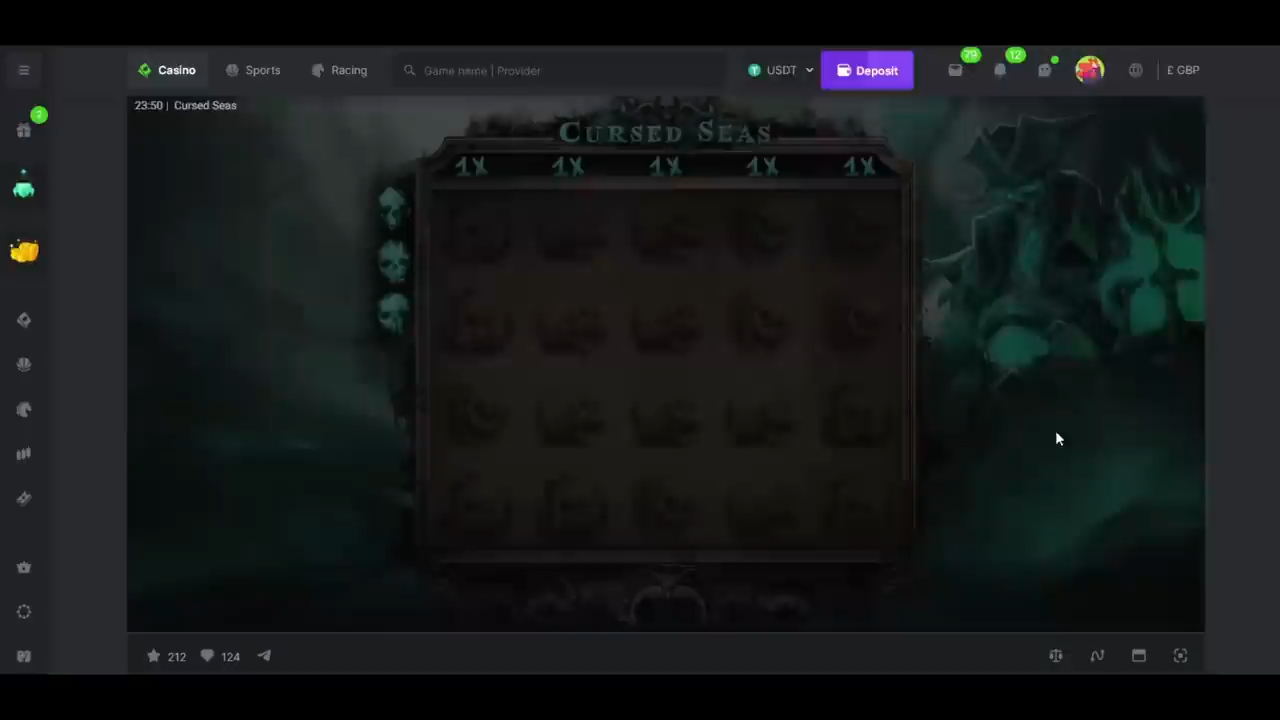 Casino
Sports
Racing
Game name | Provider
USDT
Deposit
79
12
£ GBP
23:50 | Cursed Seas
CURSED SEAS
1X 1X 1X 1X 1X
212
124